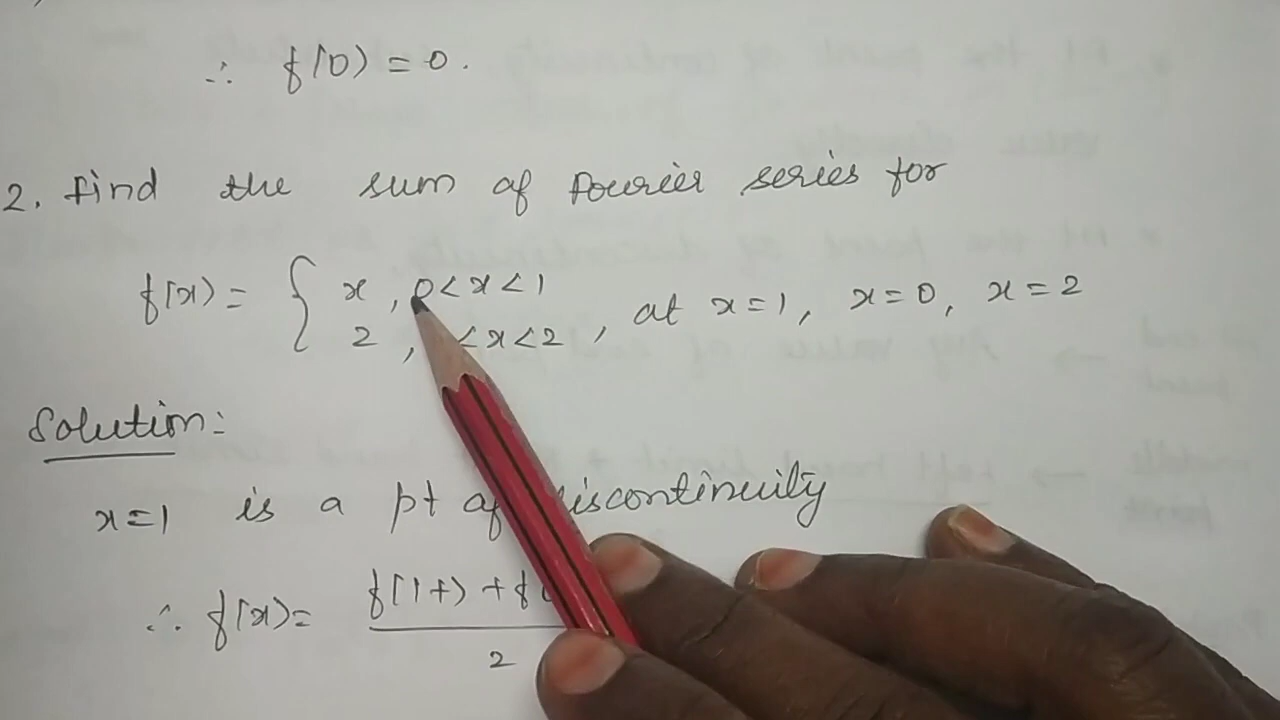 ∴ f(0) = 0.
2. Find the sum of Fourier series for
f(x) = { x , 0<x<1
2 , <x<2 , at x=1, x=0, x=2
Solution:
x=1 is a pt of discontinuity
∴ f(x) = f(1+) + f(
2